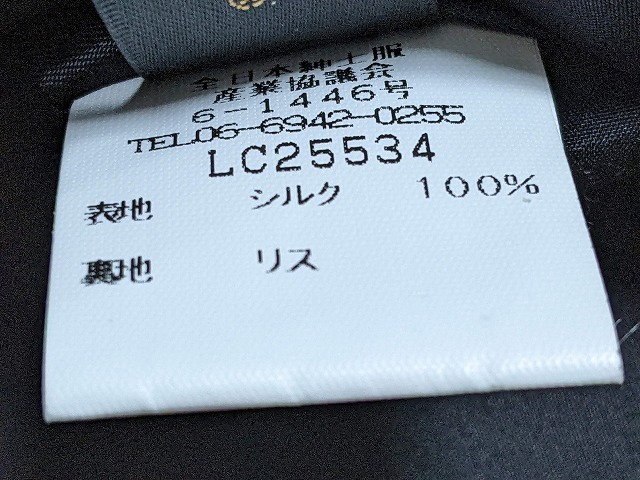 全日本紳士服
産業協議会
6-1446号
TEL06-6942-0255
LC25534
表地 シルク 100%
裏地 リス